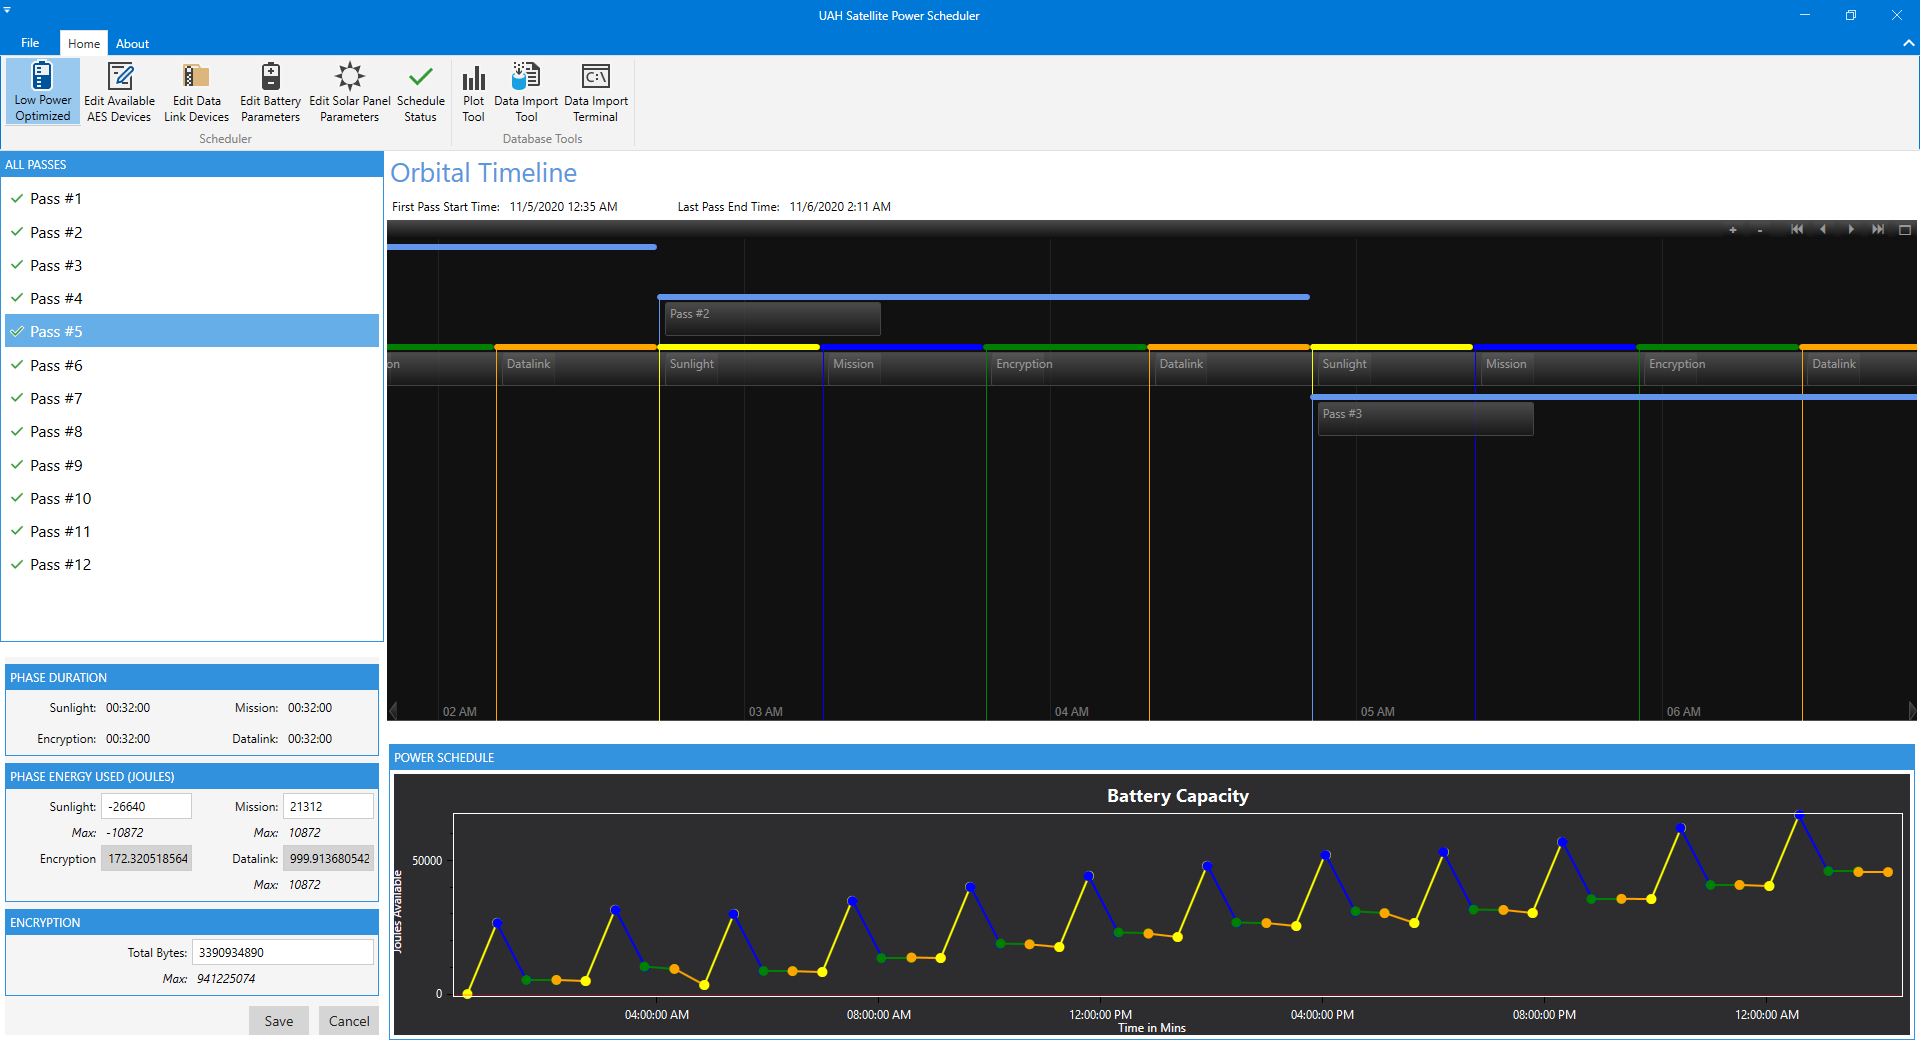 UAH Satellite Power Scheduler
File Home About
Low Power Optimized
Edit Available AES Devices
Edit Data Link Devices
Edit Battery Parameters
Edit Solar Panel Parameters
Schedule Status
Plot Tool
Data Import Tool
C:\
Data Import Terminal
Scheduler
Database Tools
ALL PASSES
Pass #1
Pass #2
Pass #3
Pass #4
Pass #5
Pass #6
Pass #7
Pass #8
Pass #9
Pass #10
Pass #11
Pass #12
PHASE DURATION
Sunlight: 00:32:00 Mission: 00:32:00
Encryption: 00:32:00 Datalink: 00:32:00
PHASE ENERGY USED (JOULES)
Sunlight: -26640 Mission: 21312
Max: -10872 Max: 10872
Encryption 172.320518564 Datalink: 999.913680542
Max: 10872
ENCRYPTION
Total Bytes: 3390934890
Max: 941225074
Save Cancel
Orbital Timeline
First Pass Start Time: 11/5/2020 12:35 AM Last Pass End Time: 11/6/2020 2:11 AM
+ -
Pass #2
on Datalink Sunlight Mission Encryption Datalink Sunlight Mission Encryption Datalink
Pass #3
02 AM 03 AM 04 AM 05 AM 06 AM
POWER SCHEDULE
Battery Capacity
Joules Available
50000
0
04:00:00 AM 08:00:00 AM 12:00:00 PM 04:00:00 PM 08:00:00 PM 12:00:00 AM
Time in Mins